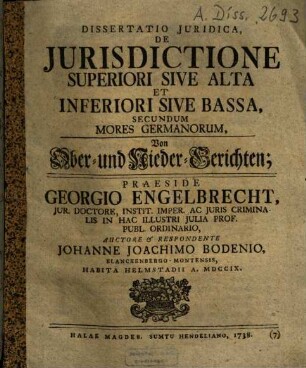 A. Diss. 2693
DISSERTATIO JURIDICA,
DE
JURISDICTIONE
SUPERIORI SIVE ALTA
ET
INFERIORI SIVE BASSA,
SECUNDUM
MORES GERMANORUM,
Von
Ober- und Nieder-Gerichten;
PRAESIDE
GEORGIO ENGELBRECHT,
JUR. DOCTORE, INSTIT. IMPER. AC JURIS CRIMINA-
LIS IN HAC ILLUSTRI JULIA PROF.
PUBL. ORDINARIO,
AUCTORE & RESPONDENTE
JOHANNE JOACHIMO BODENIO,
BLANCKENBERGO-MONTENSIS,
HABITA HELMSTADII A. MDCCIX.
HALAE MAGDEB. SUMTU HENDELIANO, 1738. (7)